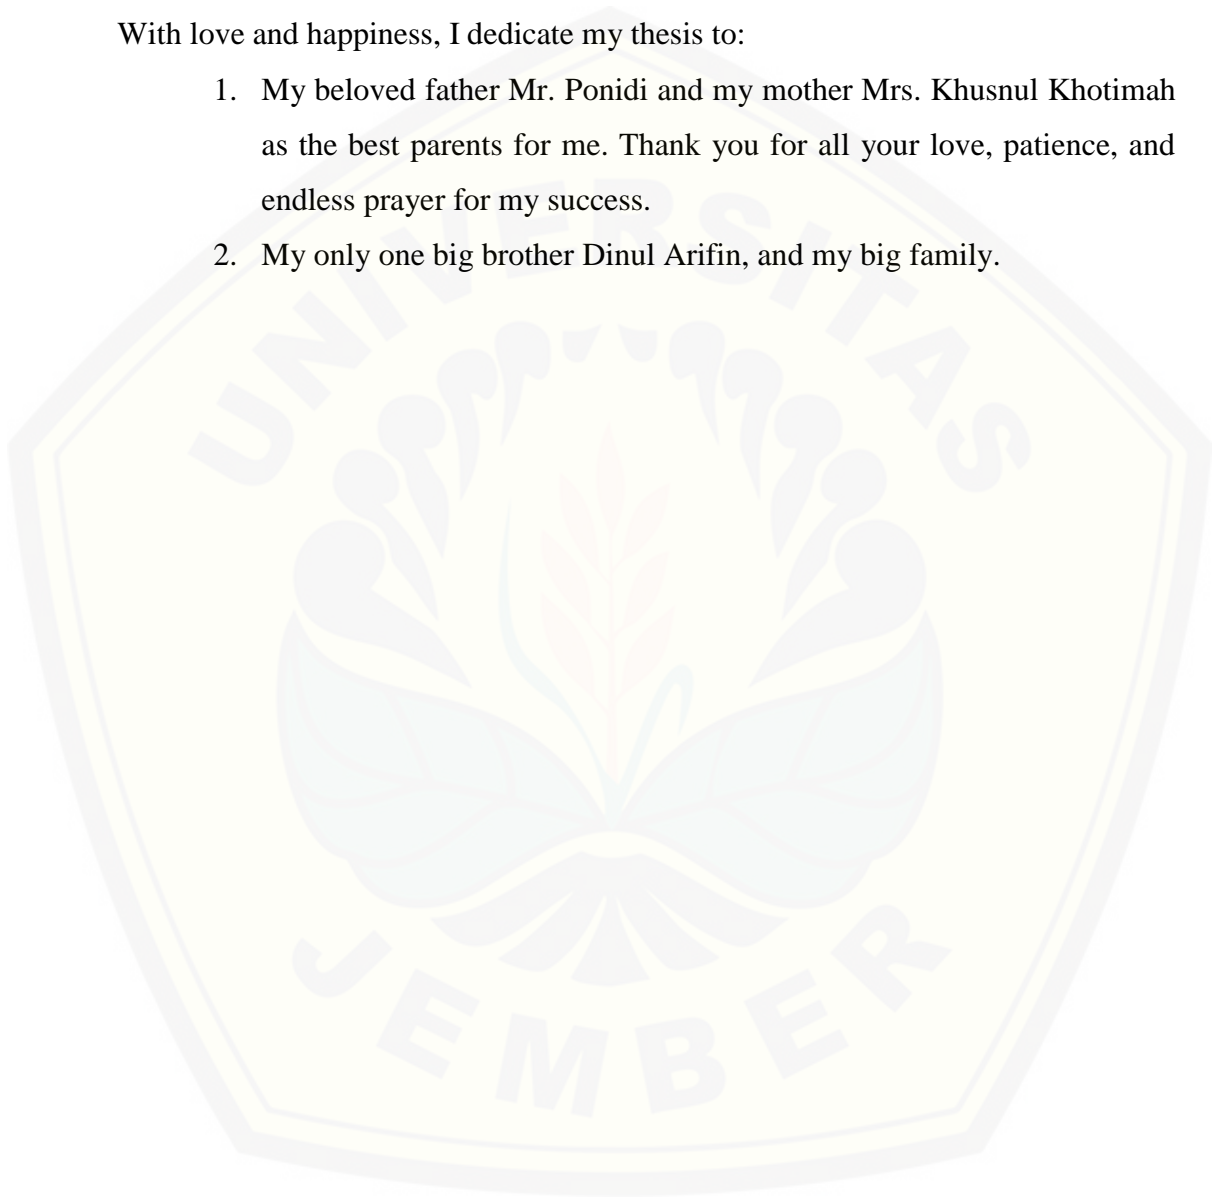 With love and happiness, I dedicate my thesis to:
1. My beloved father Mr. Ponidi and my mother Mrs. Khusnul Khotimah
as the best parents for me. Thank you for all your love, patience, and
endless prayer for my success.
2. My only one big brother Dinul Arifin, and my big family.
UNIVERSITAS
JEMBER